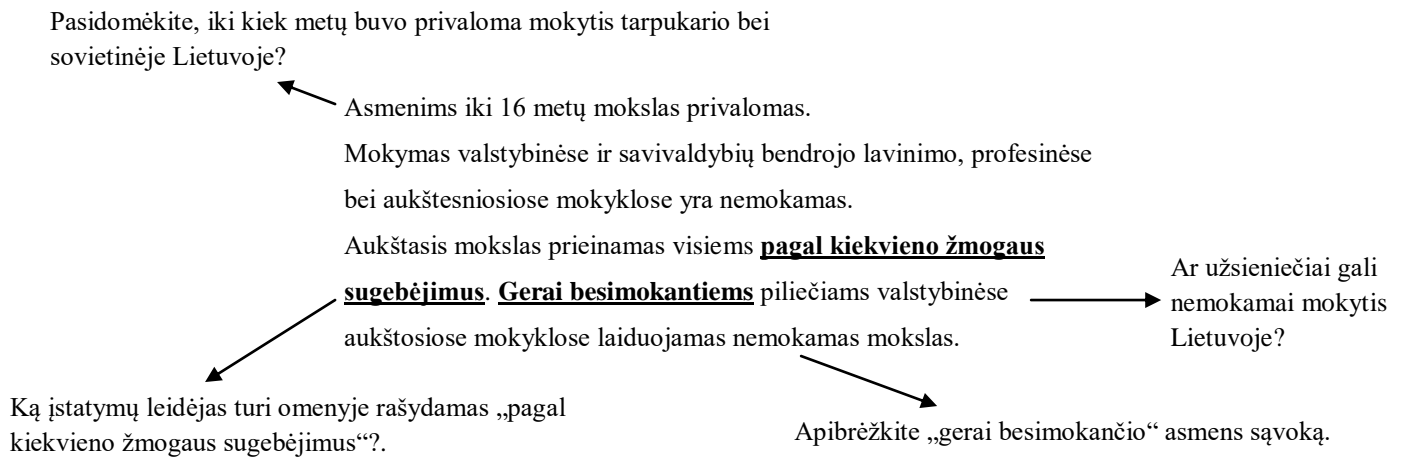 Pasidomėkite, iki kiek metų buvo privaloma mokytis tarpukario bei
sovietinėje Lietuvoje?
Asmenims iki 16 metų mokslas privalomas.
Mokymas valstybinėse ir savivaldybių bendrojo lavinimo, profesinėse
bei aukštesniosiose mokyklose yra nemokamas.
Aukštasis mokslas prieinamas visiems pagal kiekvieno žmogaus
sugebėjimus. Gerai besimokantiems piliečiams valstybinėse
aukštosiose mokyklose laiduojamas nemokamas mokslas.
Ar užsieniečiai gali
nemokamai mokytis
Lietuvoje?
Ką įstatymų leidėjas turi omenyje rašydamas „pagal
kiekvieno žmogaus sugebėjimus“?.
Apibrėžkite „gerai besimokančio“ asmens sąvoką.